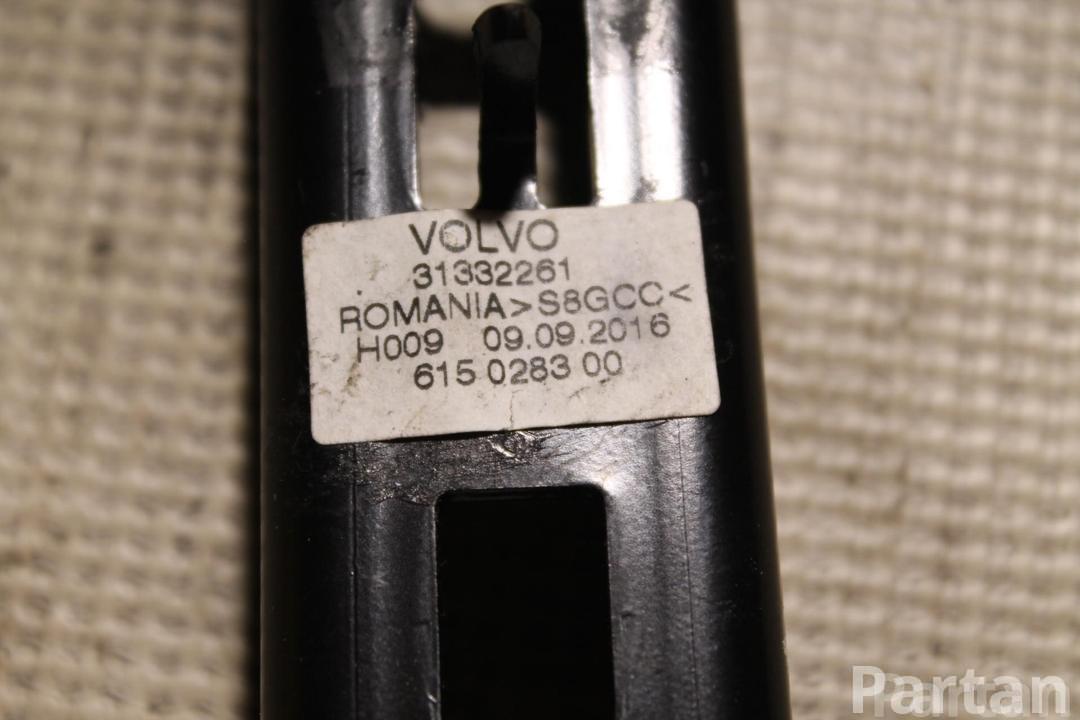 VOLVO
31332261
ROMANIA>S8GCC<
H009 09.09.2016
615 0283 00
Partan